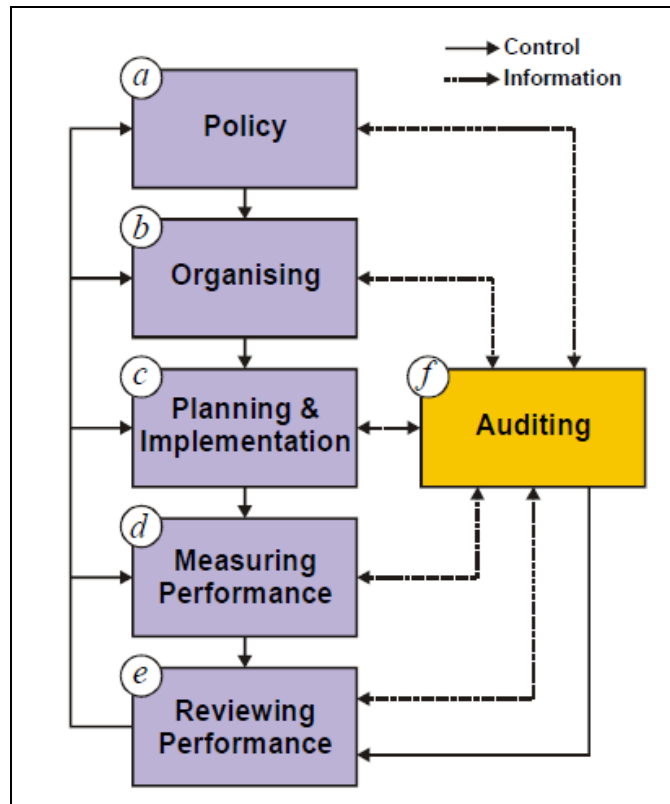 Control
Information
a
Policy
b
Organising
c
Planning &
Implementation
f
Auditing
d
Measuring
Performance
e
Reviewing
Performance